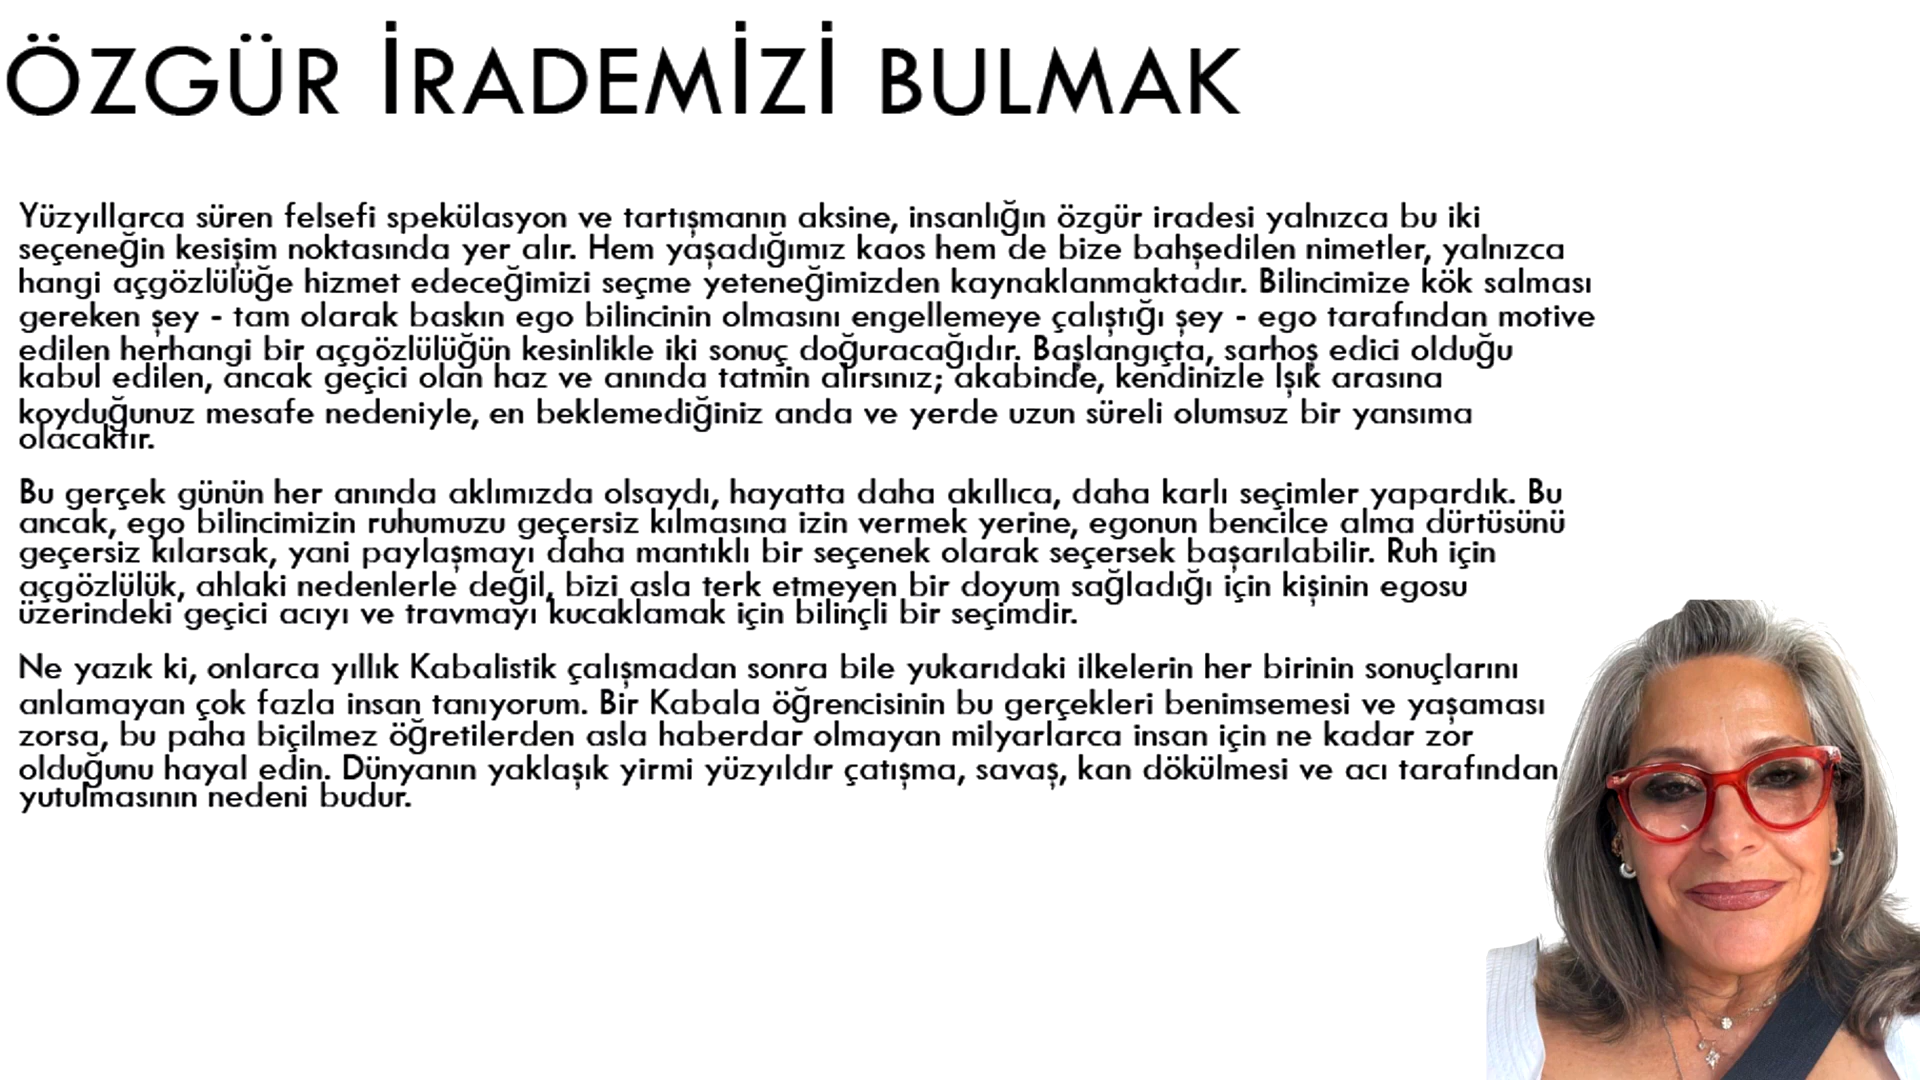 ÖZGÜR İRADEMİZİ BULMAK
Yüzyıllarca süren felsefi spekülasyon ve tartışmanın aksine, insanlığın özgür iradesi yalnızca bu iki
seçeneğin kesişim noktasında yer alır. Hem yaşadığımız kaos hem de bize bahşedilen nimetler, yalnızca
hangi açgözlülüğe hizmet edeceğimizi seçme yeteneğimizden kaynaklanmaktadır. Bilincimize kök salması
gereken şey - tam olarak baskın ego bilincinin olmasını engellemeye çalıştığı şey - ego tarafından motive
edilen herhangi bir açgözlülüğün kesinlikle iki sonuç doğuracağıdır. Başlangıçta, sarhoş edici olduğu
kabul edilen, ancak geçici olan haz ve anında tatmin alırsınız; akabinde, kendinizle Işık arasına
koyduğunuz mesafe nedeniyle, en beklemediğiniz anda ve yerde uzun süreli olumsuz bir yansıma
olacaktır.
Bu gerçek günün her anında aklımızda olsaydı, hayatta daha akıllıca, daha karlı seçimler yapardık. Bu
ancak, ego bilincimizin ruhumuzu geçersiz kılmasına izin vermek yerine, egonun bencilce alma dürtüsünü
geçersiz kılarsak, yani paylaşmayı daha mantıklı bir seçenek olarak seçersek başarılabilir. Ruh için
açgözlülük, ahlaki nedenlerle değil, bizi asla terk etmeyen bir doyum sağladığı için kişinin egosu
üzerindeki geçici acıyı ve travmayı kucaklamak için bilinçli bir seçimdir.
Ne yazık ki, onlarca yıllık Kabalistik çalışmadan sonra bile yukarıdaki ilkelerin her birinin sonuçlarını
anlamayan çok fazla insan tanıyorum. Bir Kabala öğrencisinin bu gerçekleri benimsemesi ve yaşaması
zorsa, bu paha biçilmez öğretilerden asla haberdar olmayan milyarlarca insan için ne kadar zor
olduğunu hayal edin. Dünyanın yaklaşık yirmi yüzyıldır çatışma, savaş, kan dökülmesi ve acı tarafından
yutulmasının nedeni budur.